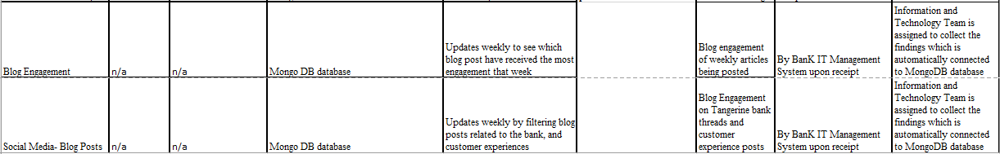 Blog Engagement
n/a
n/a
Mongo DB database
Updates weekly to see which
blog post have received the most
engagement that week
Blog engagement
of weekly articles
being posted
By BanK IT Management
System upon receipt
Information and
Technology Team is
assigned to collect the
findings which is
automatically connected
to MongoDB database
Social Media- Blog Posts
n/a
n/a
Mongo DB database
Updates weekly by filtering blog
posts related to the bank, and
customer experiences
Blog Engagement
on Tangerine bank
threads and
customer
experience posts
By BanK IT Management
System upon receipt
Information and
Technology Team is
assigned to collect the
findings which is
automatically connected
to MongoDB database